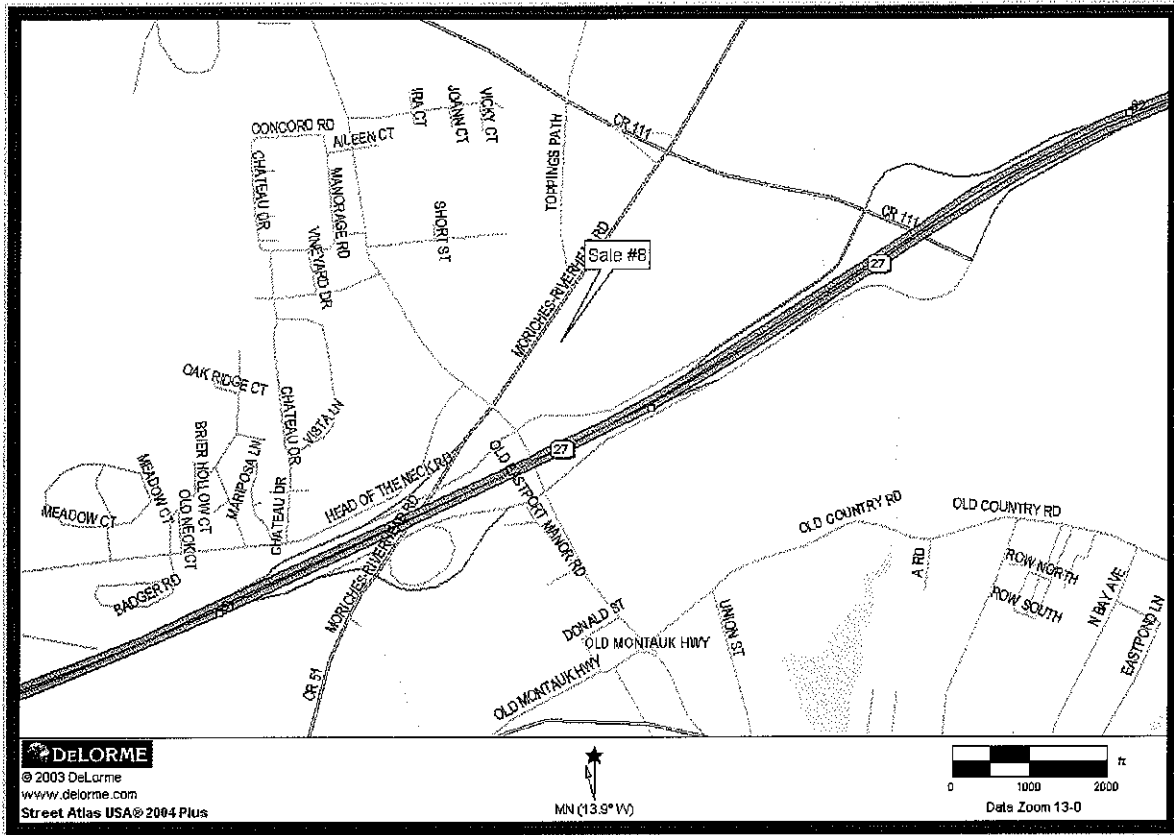 IRA CT
JOANN CT
VICKY CT
CONCORD RD
AILEEN CT
TOPPINGS PATH
CR 111
CHATEAU DR
MANORAGE RD
SHORT ST
CR 111
VINEYARD DR
Sale #8
MORICHES-RIVERHEAD RD
27
OAK RIDGE CT
CHATEAU DR
VISTA LN
BRIER HOLLOW CT
MARIPOSA LN
MEADOW CT
OLD NECK CT
MEADOW CT
CHATEAU DR
HEAD OF THE NECK RD
27
OLD EASTPORT MANOR RD
MORICHES-RIVERHEAD RD
BADGER RD
OLD COUNTRY RD
OLD COUNTRY RD
A RD
ROW NORTH
ROW SOUTH
N BAY AVE
EASTPOND LN
UNION ST
DONALD ST
OLD MONTAUK HWY
OLD MONTAUK HWY
CR 51
DELORME
© 2003 DeLorme
www.delorme.com
Street Atlas USA® 2004 Plus
MN (13.9° W)
ft
0 1000 2000
Data Zoom 13-0